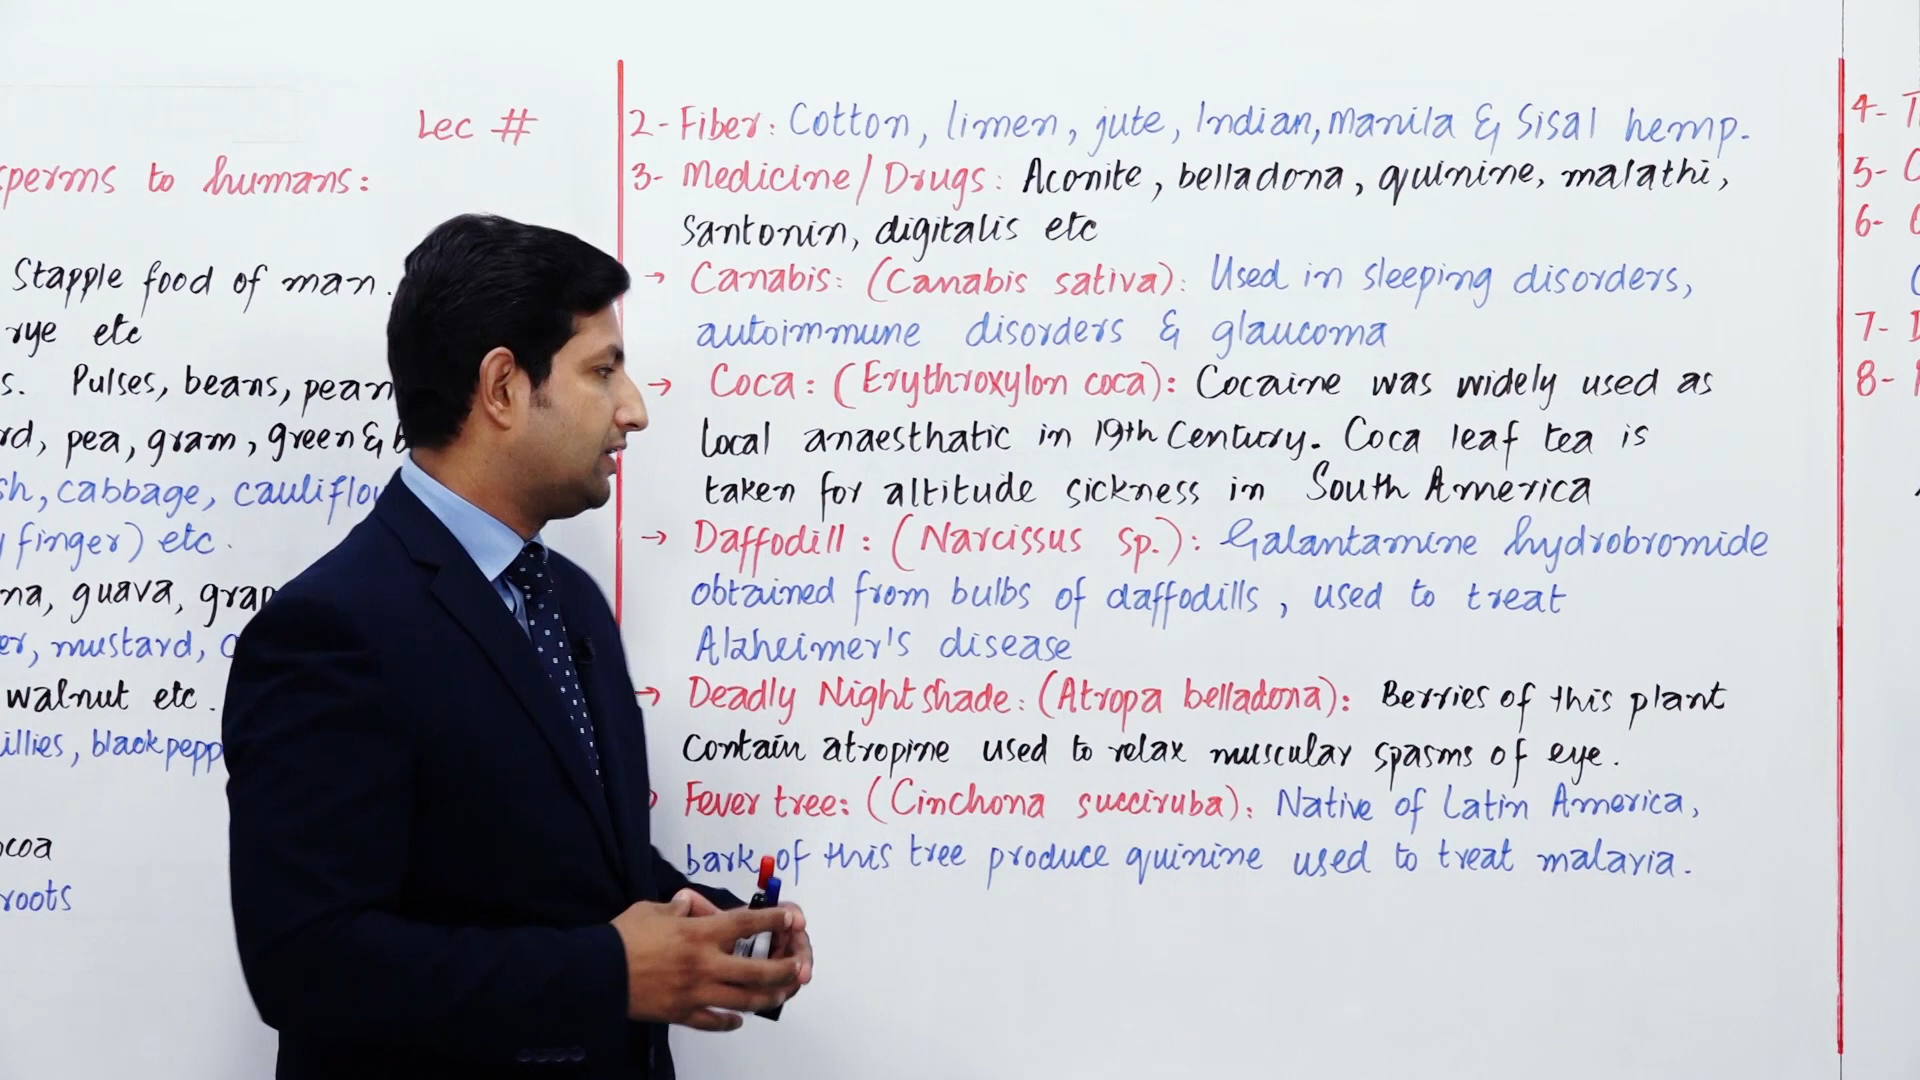 Lec #
sperms to humans:
Stapple food of man.
rye etc
s. Pulses, beans, pean
rd, pea, gram, green & b
sh, cabbage, cauliflow
finger) etc.
na, guava, grap
er, mustard,
walnut etc.
illies, black pepp
ocoa
roots
2- Fiber: Cotton, limen, jute, Indian, manila & Sisal hemp.
3- Medicine/Drugs: Aconite, belladona, quinine, malathi,
Santonin, digitalis etc
→ Canabis: (Canabis sativa): Used in sleeping disorders,
autoimmune disorders & glaucoma
→ Coca: (Erythroxylon coca): Cocaine was widely used as
local anaesthatic in 19th Century. Coca leaf tea is
taken for altitude sickness in South America
→ Daffodill: (Narcissus sp.): Galantamine hydrobromide
obtained from bulbs of daffodills, used to treat
Alzheimer's disease
→ Deadly Nightshade: (Atropa belladona): Berries of this plant
Contain atropine used to relax muscular spasms of eye.
Fever tree: (Cinchona succiruba): Native of Latin America,
bark of this tree produce quinine used to treat malaria.
4-
5-
6-
7-
8-